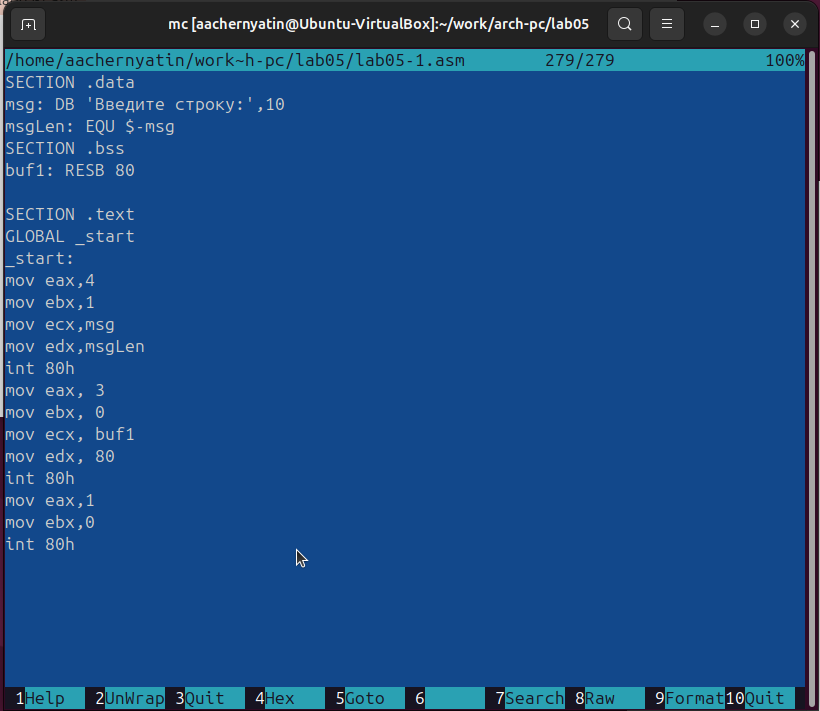 mc [aachernyatin@Ubuntu-VirtualBox]:~/work/arch-pc/lab05
/home/aachernyatin/work~h-pc/lab05/lab05-1.asm 279/279 100%
SECTION .data
msg: DB 'Введите строку:',10
msgLen: EQU $-msg
SECTION .bss
buf1: RESB 80
SECTION .text
GLOBAL _start
_start:
mov eax,4
mov ebx,1
mov ecx,msg
mov edx,msgLen
int 80h
mov eax, 3
mov ebx, 0
mov ecx, buf1
mov edx, 80
int 80h
mov eax,1
mov ebx,0
int 80h
1Help 2UnWrap 3Quit 4Hex 5Goto 6 7Search 8Raw 9Format 10Quit